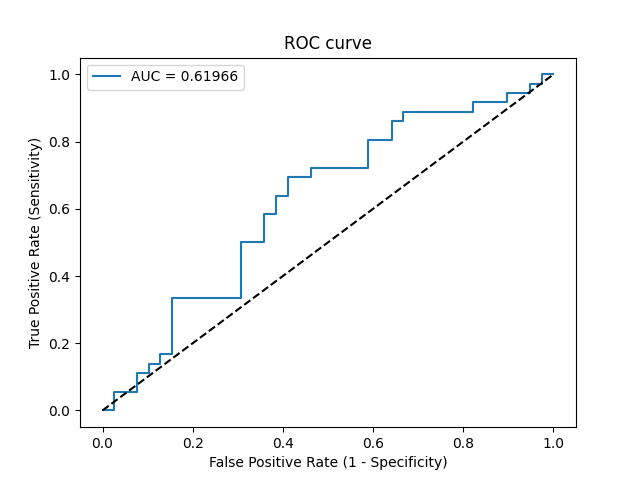 ROC curve
AUC = 0.61966
1.0
0.8
0.6
0.4
0.2
0.0
True Positive Rate (Sensitivity)
0.0 0.2 0.4 0.6 0.8 1.0
False Positive Rate (1 - Specificity)